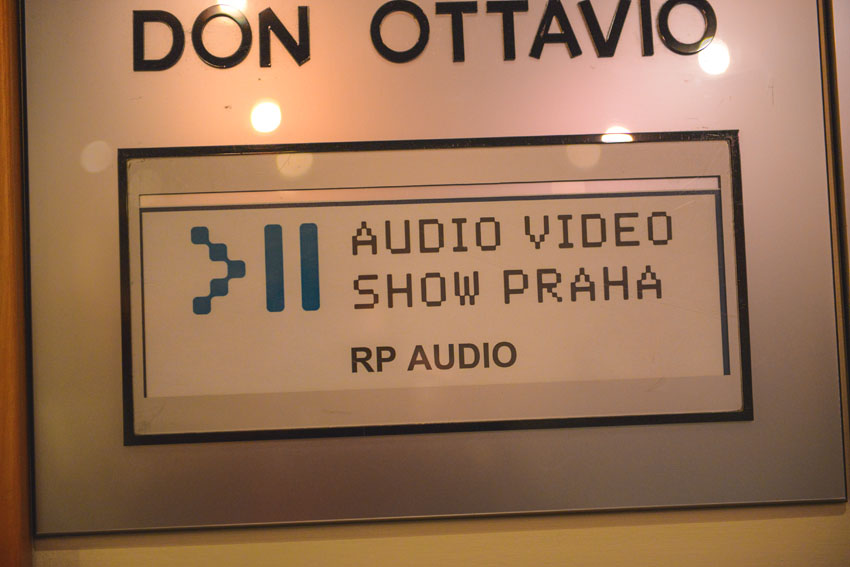 DON OTTAVIO
AUDIO VIDEO
SHOW PRAHA
RP AUDIO